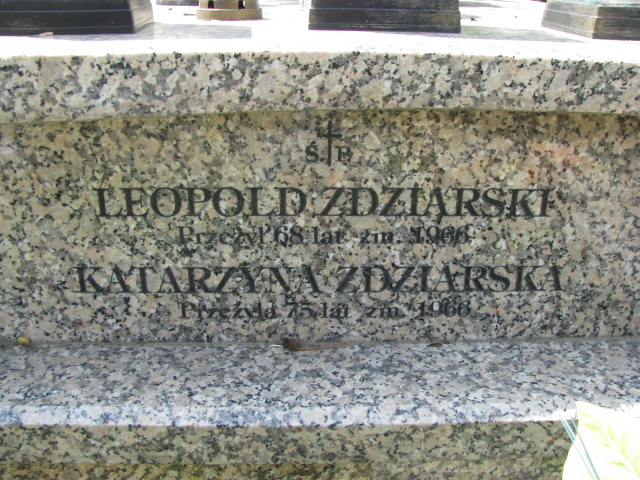 Ś † P
LEOPOLD ZDZIARSKI
Przeżył 68 lat zm. 1966
KATARZYNA ZDZIARSKA
Przeżyła 75 lat zm. 1966